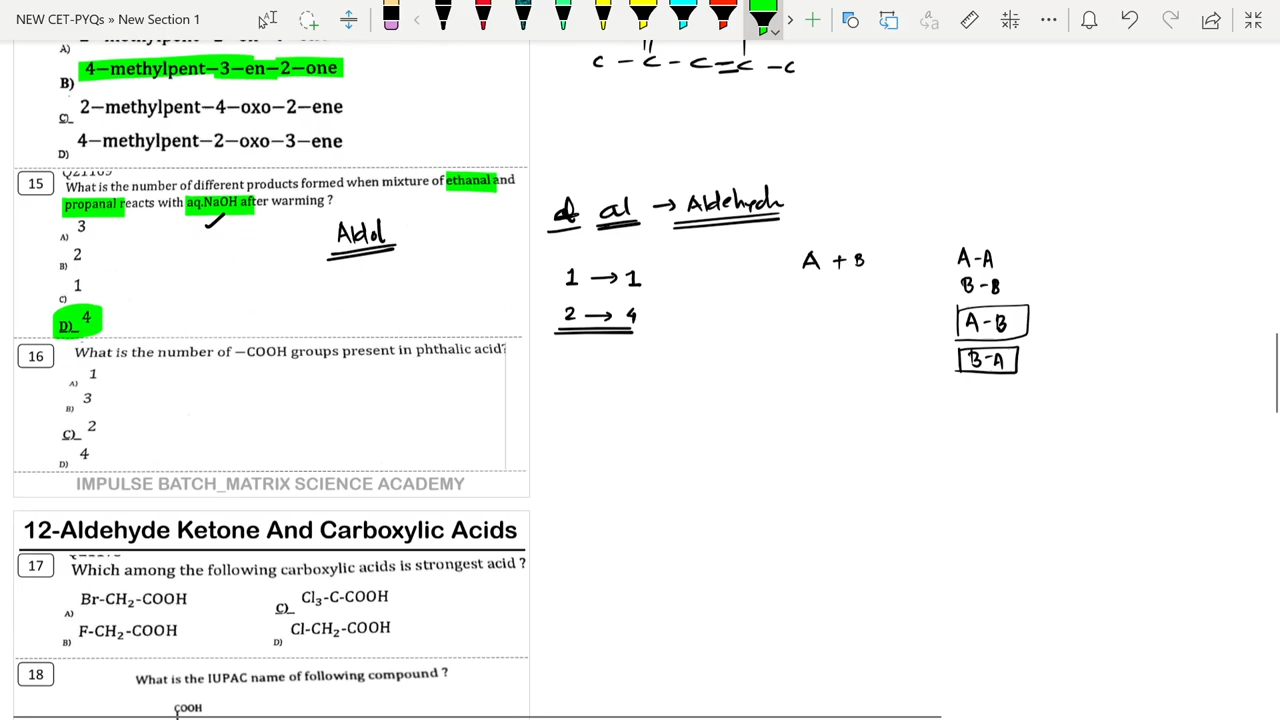 NEW CET-PYQs » New Section 1
A)
4−methylpent−3−en−2−one
B)
2−methylpent−4−oxo−2−ene
C)
4−methylpent−2−oxo−3−ene
D)
15
What is the number of different products formed when mixture of ethanal and
propanal reacts with aq.NaOH after warming ?
3
A)
2
B)
1
C)
4
D)
16
What is the number of −COOH groups present in phthalic acid?
1
A)
3
B)
2
C)
4
D)
IMPULSE BATCH_MATRIX SCIENCE ACADEMY
12-Aldehyde Ketone And Carboxylic Acids
17
Which among the following carboxylic acids is strongest acid ?
Br-CH₂-COOH
A)
Cl₃-C-COOH
C)
F-CH₂-COOH
B)
Cl-CH₂-COOH
D)
18
What is the IUPAC name of following compound ?
COOH
c - c - c = c - c
Aldol
al → Aldehyde
1 → 1
2 → 4
A + B
A-A
B-B
A-B
B-A